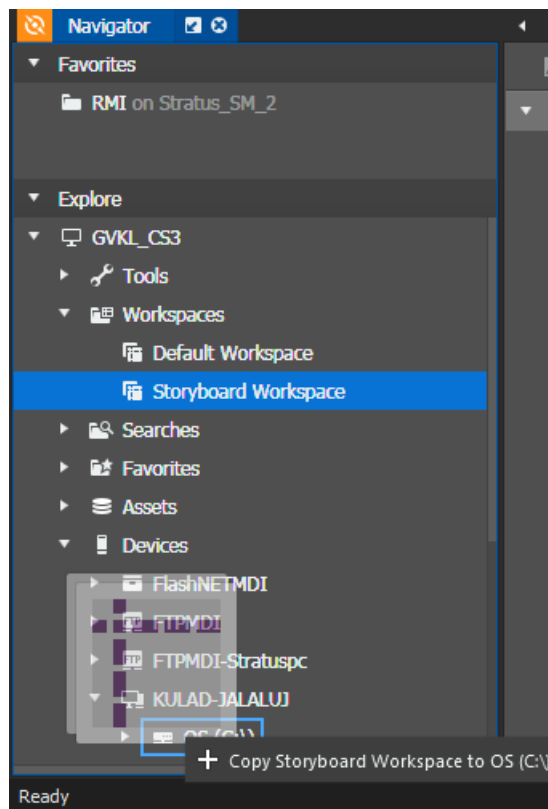 Navigator
Favorites
RMI on Stratus_SM_2
Explore
GVKL_CS3
Tools
Workspaces
Default Workspace
Storyboard Workspace
Searches
Favorites
Assets
Devices
FlashNETMDI
FTPMDI
FTPMDI-Stratuspc
KULAD-JALALUJ
OS (C:\)
Copy Storyboard Workspace to OS (C:\)
Ready